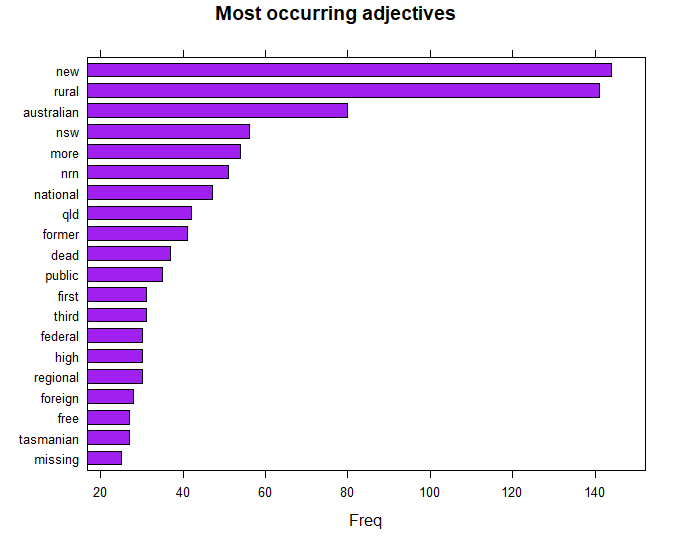 Most occurring adjectives
new
rural
australian
nsw
more
nrn
national
qld
former
dead
public
first
third
federal
high
regional
foreign
free
tasmanian
missing
20 40 60 80 100 120 140
Freq